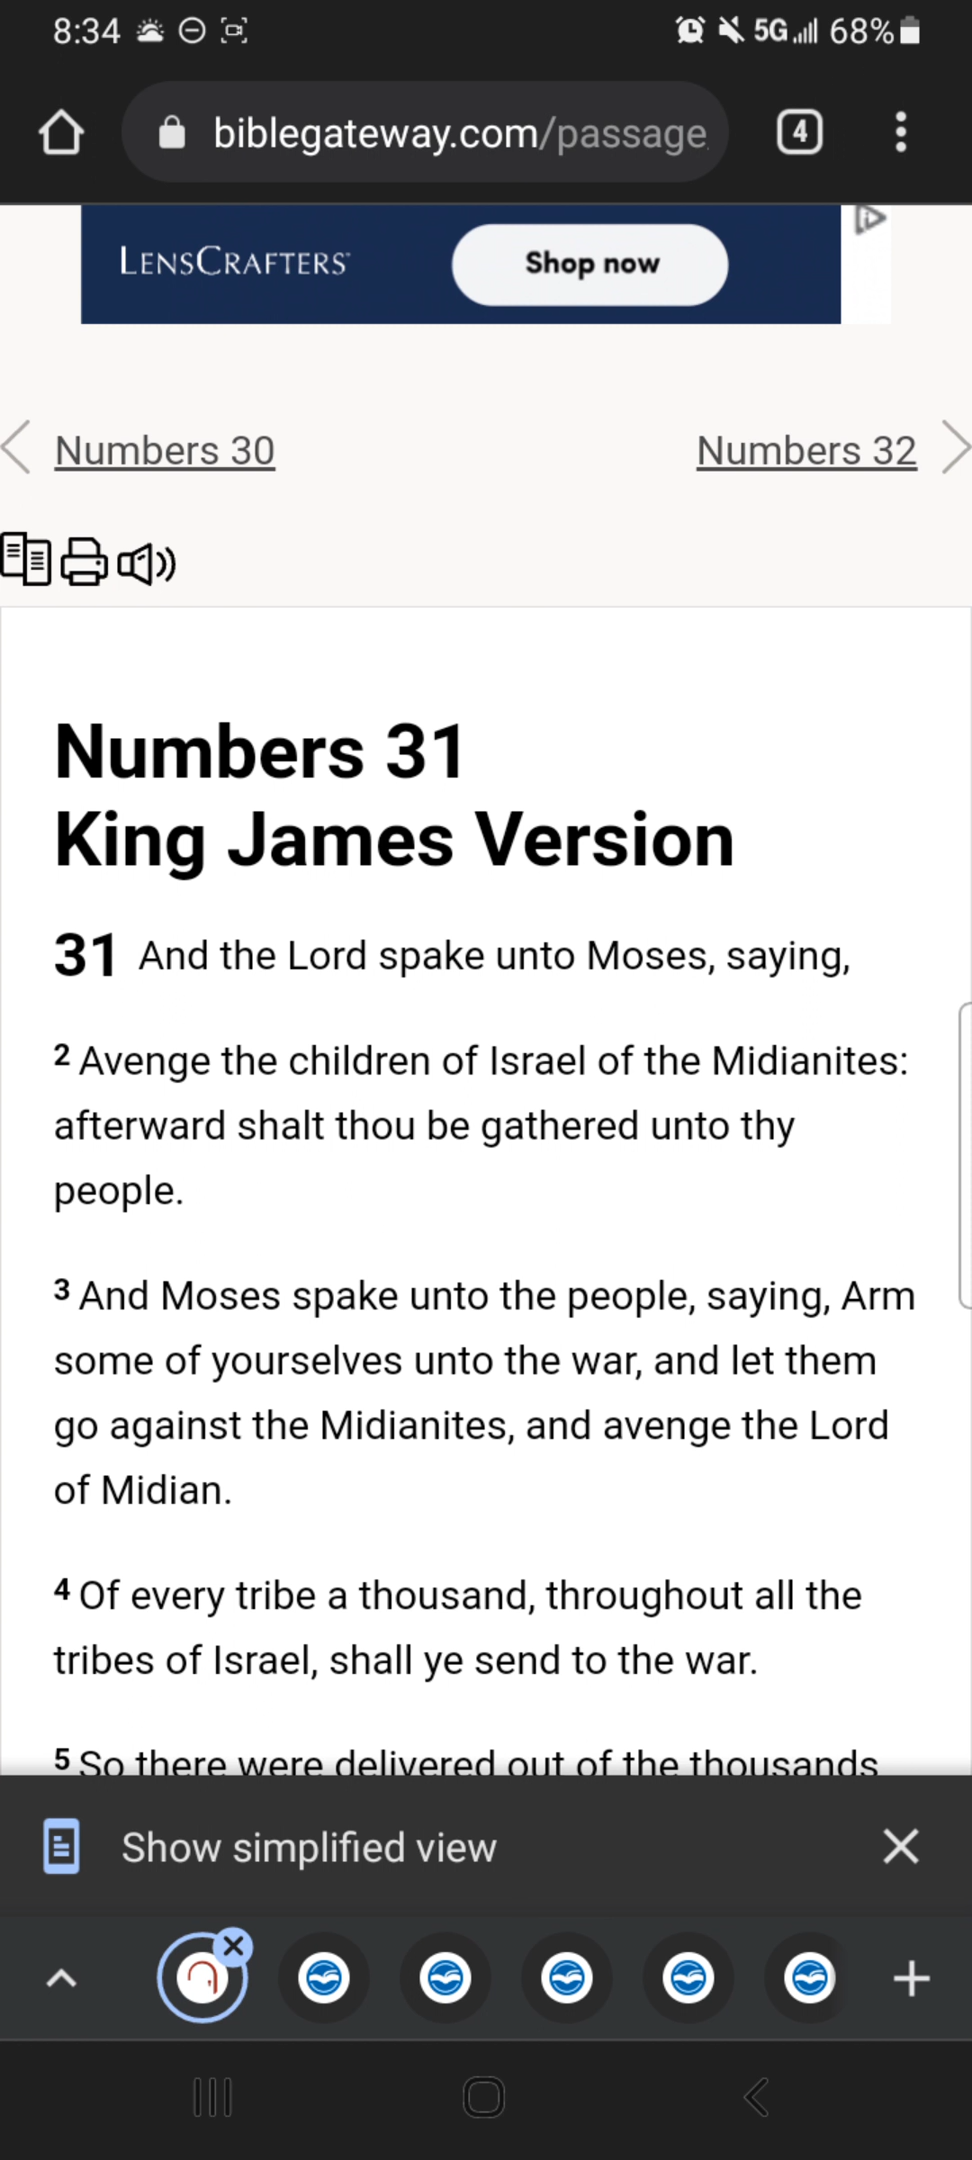 8:34 5G 68%
biblegateway.com/passage 4
LENSCRAFTERS Shop now
Numbers 30 Numbers 32
Numbers 31
King James Version
31 And the Lord spake unto Moses, saying,
2 Avenge the children of Israel of the Midianites:
afterward shalt thou be gathered unto thy
people.
3 And Moses spake unto the people, saying, Arm
some of yourselves unto the war, and let them
go against the Midianites, and avenge the Lord
of Midian.
4 Of every tribe a thousand, throughout all the
tribes of Israel, shall ye send to the war.
5 So there were delivered out of the thousands
Show simplified view